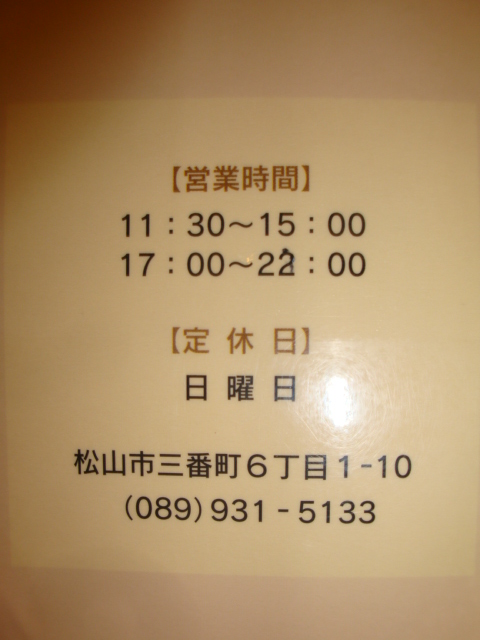 【営業時間】
11:30～15:00
17:00～22:00
【定休日】
日曜日
松山市三番町6丁目1-10
(089)931-5133